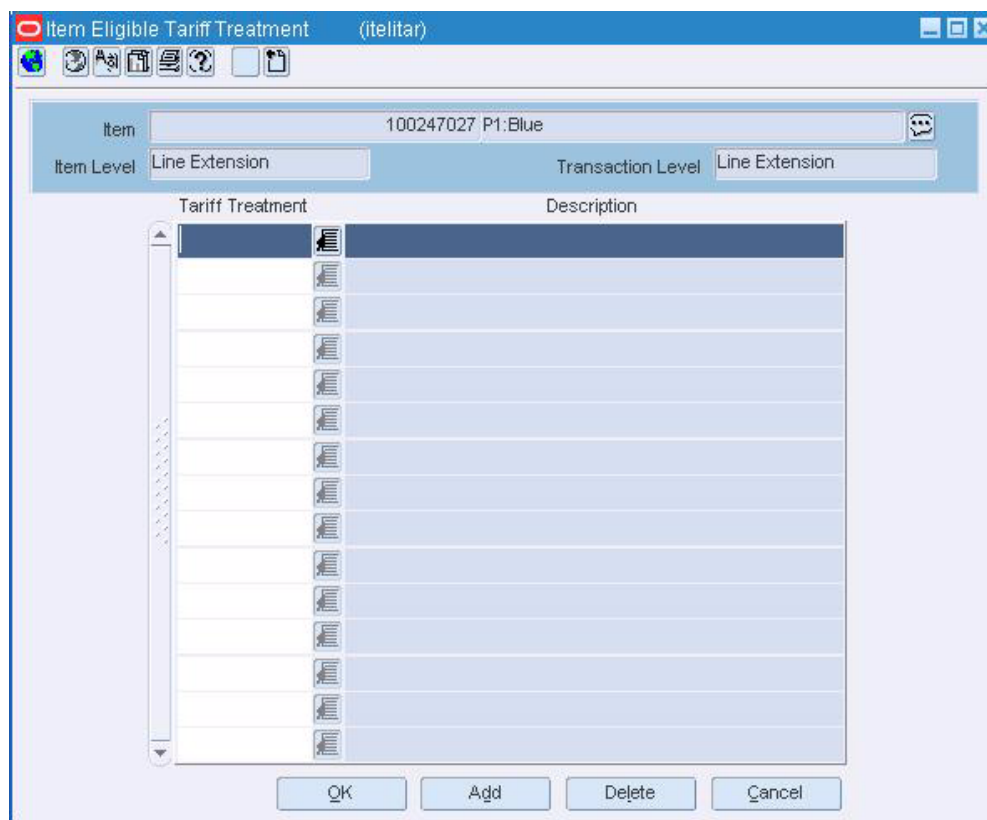 Item Eligible Tariff Treatment (itelitar)
Item 100247027 P1:Blue
Item Level Line Extension Transaction Level Line Extension
Tariff Treatment Description
OK Add Delete Cancel